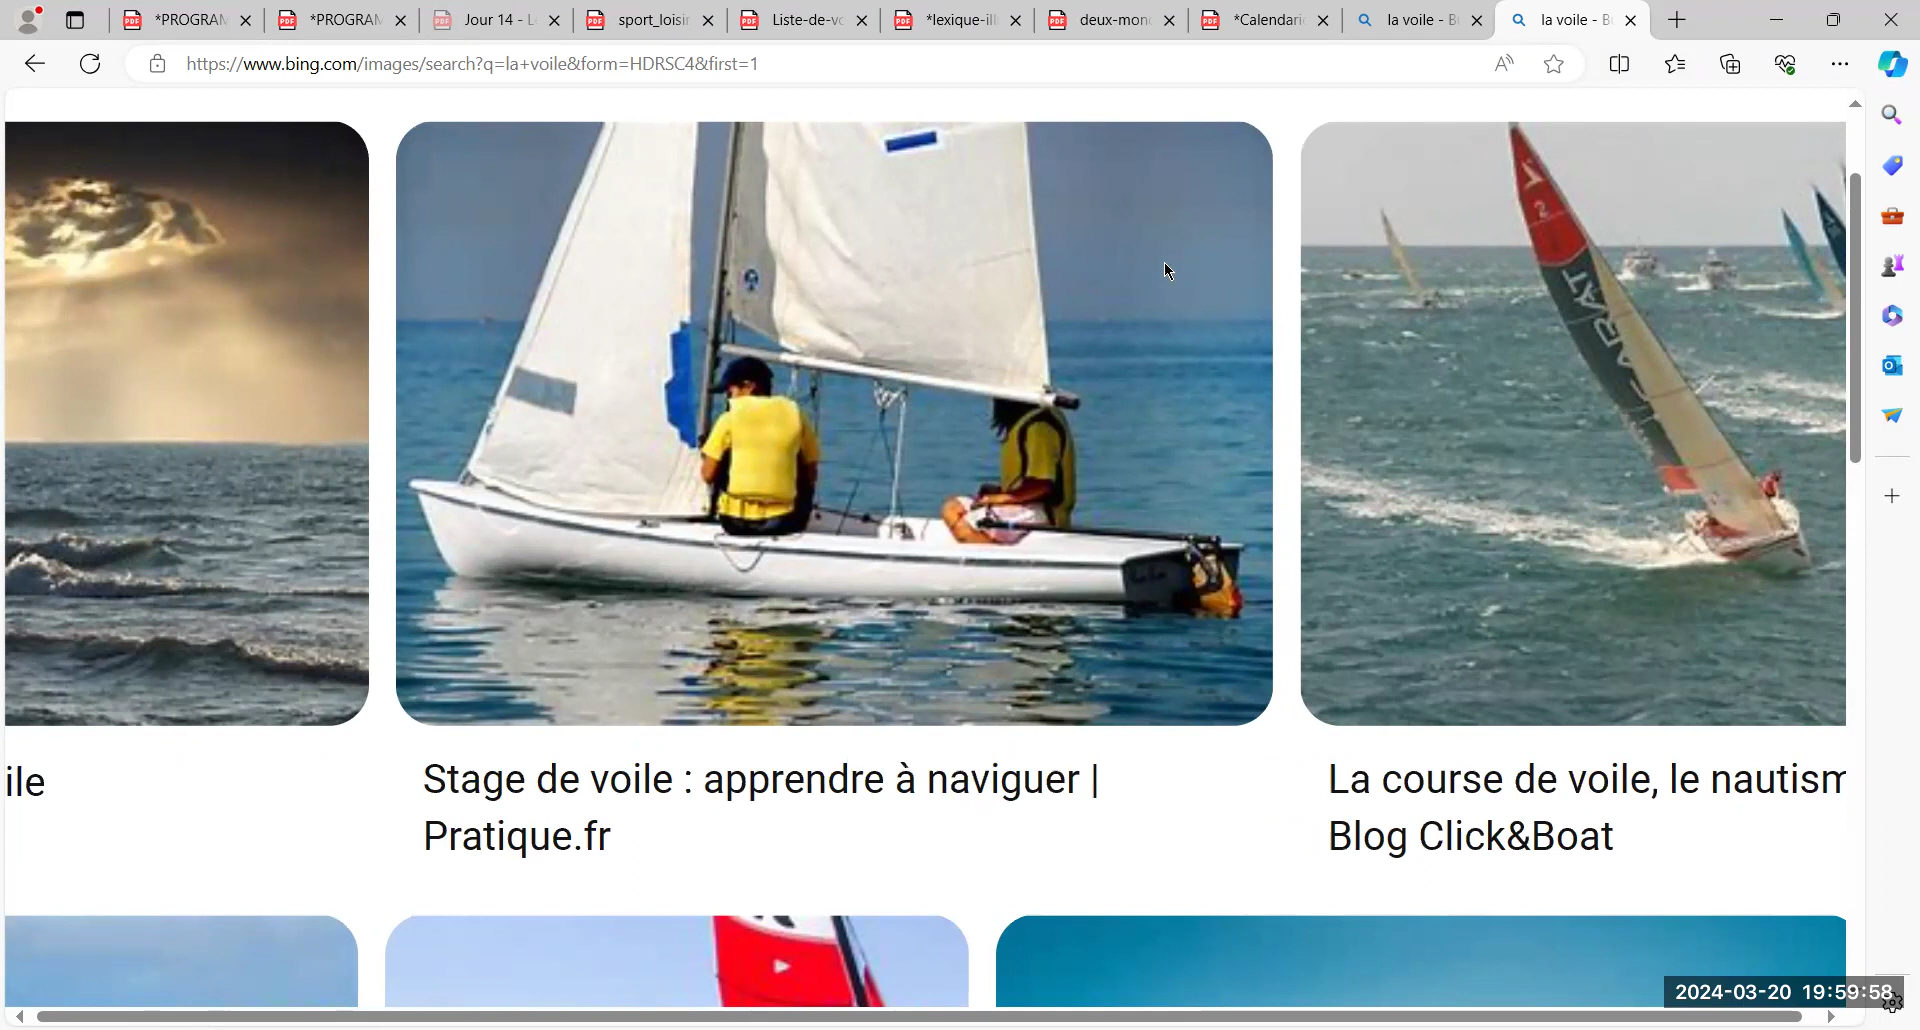 *PROGRAM
*PROGRAM
Jour 14 - L
sport_loisir
Liste-de-vo
*lexique-ill
deux-mond
*Calendari
la voile - B
la voile - B
https://www.bing.com/images/search?q=la+voile&form=HDRSC4&first=1
ile
Stage de voile : apprendre à naviguer |
Pratique.fr
La course de voile, le nautism
Blog Click&Boat
2024-03-20 19:59:58